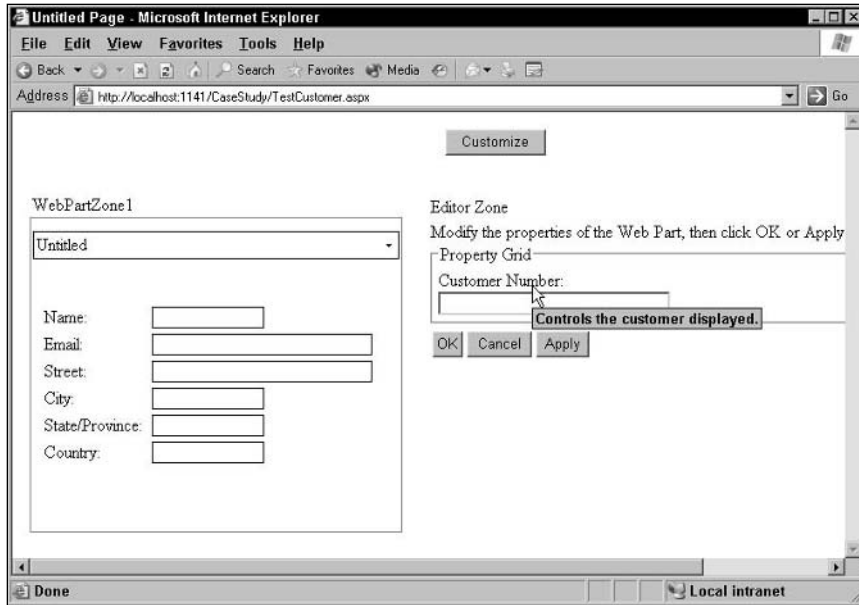 Untitled Page - Microsoft Internet Explorer
File Edit View Favorites Tools Help
Back Search Favorites Media
Address http://localhost:1141/CaseStudy/TestCustomer.aspx Go
Customize
WebPartZone1
Untitled
Name:
Email:
Street:
City:
State/Province:
Country:
Editor Zone
Modify the properties of the Web Part, then click OK or Apply
Property Grid
Customer Number:
Controls the customer displayed.
OK Cancel Apply
Done Local intranet